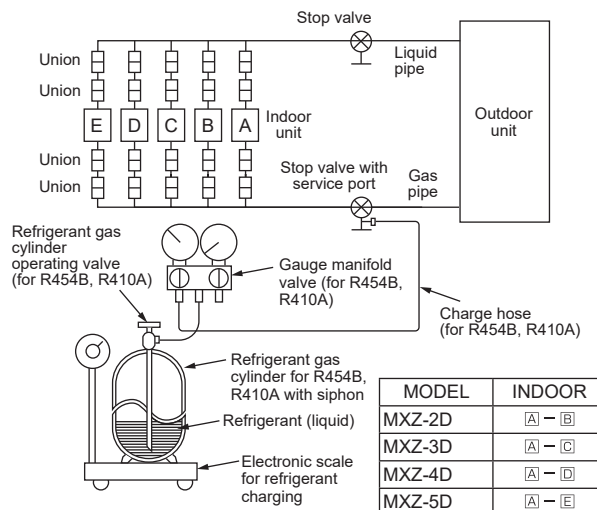 Stop valve
Union
Liquid
pipe
Union
E D C B A
Indoor
unit
Outdoor
unit
Union
Stop valve with
service port
Gas
pipe
Union
Refrigerant gas
cylinder
operating valve
(for R454B, R410A)
Gauge manifold
valve (for R454B,
R410A)
Charge hose
(for R454B, R410A)
Refrigerant gas
cylinder for R454B,
R410A with siphon
Refrigerant (liquid)
Electronic scale
for refrigerant
charging
MODEL INDOOR
MXZ-2D A – B
MXZ-3D A – C
MXZ-4D A – D
MXZ-5D A – E